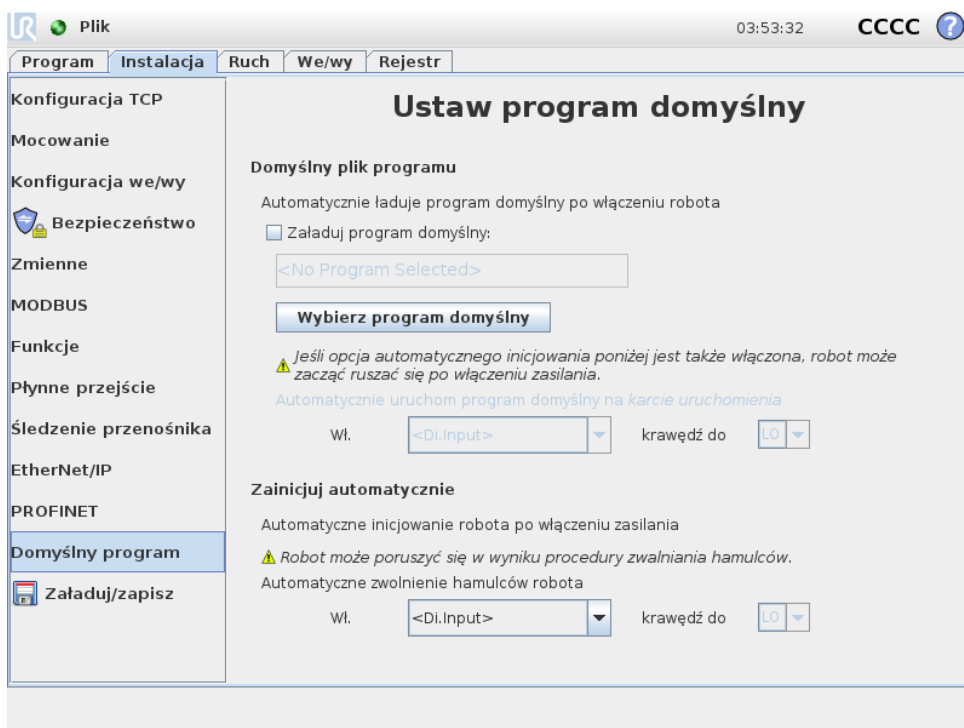 UR Plik 03:53:32 CCCC ?
Program Instalacja Ruch We/wy Rejestr
Konfiguracja TCP
Mocowanie
Konfiguracja we/wy
Bezpieczeństwo
Zmienne
MODBUS
Funkcje
Płynne przejście
Śledzenie przenośnika
EtherNet/IP
PROFINET
Domyślny program
Załaduj/zapisz
Ustaw program domyślny
Domyślny plik programu
Automatycznie ładuje program domyślny po włączeniu robota
Załaduj program domyślny:
<No Program Selected>
Wybierz program domyślny
Jeśli opcja automatycznego inicjowania poniżej jest także włączona, robot może
zacząć ruszać się po włączeniu zasilania.
Automatycznie uruchom program domyślny na karcie uruchomienia
Wł. <Di.Input> krawędź do LO
Zainicjuj automatycznie
Automatyczne inicjowanie robota po włączeniu zasilania
Robot może poruszyć się w wyniku procedury zwalniania hamulców.
Automatyczne zwolnienie hamulców robota
Wł. <Di.Input> krawędź do LO